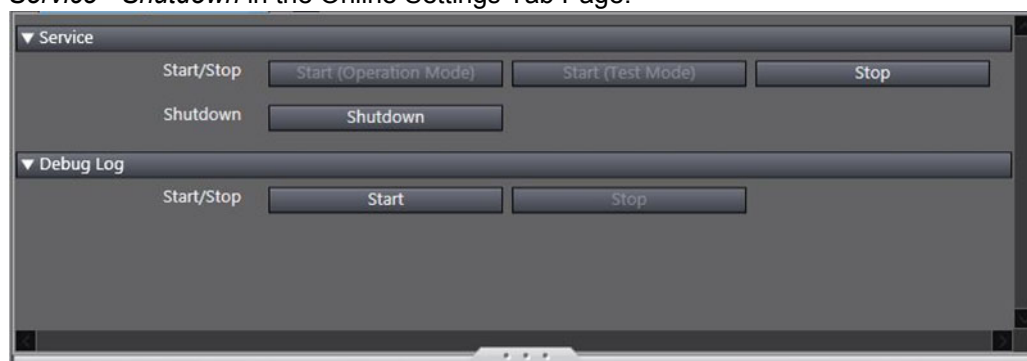 Service - Shutdown in the Online Settings Tab Page.
▼ Service
Start/Stop Start (Operation Mode) Start (Test Mode) Stop
Shutdown Shutdown
▼ Debug Log
Start/Stop Start Stop